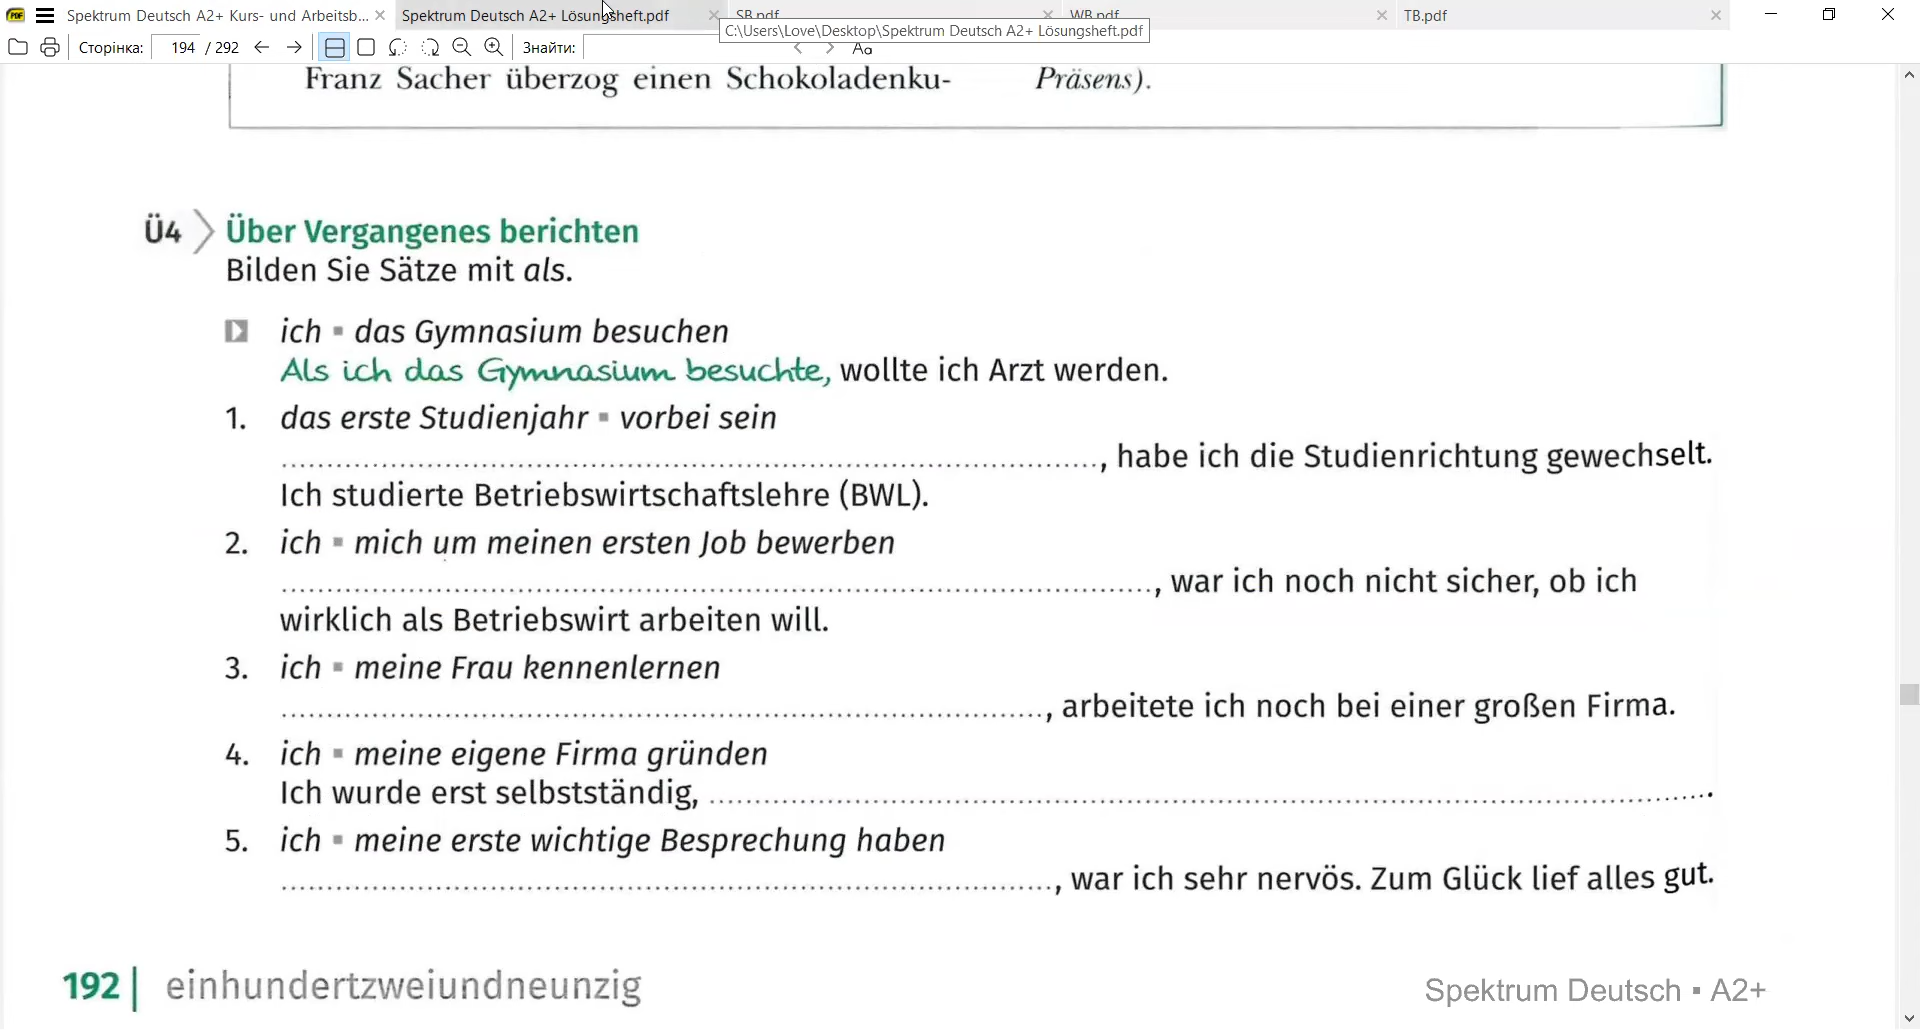 Spektrum Deutsch A2+ Kurs- und Arbeitsb...
Spektrum Deutsch A2+ Lösungsheft.pdf
SB.pdf
WB.pdf
TB.pdf
C:\Users\Love\Desktop\Spektrum Deutsch A2+ Lösungsheft.pdf
Сторінка: 194 / 292
Знайти:
Aa
Franz Sacher überzog einen Schokoladenku-
Präsens).
Ü4 Über Vergangenes berichten
Bilden Sie Sätze mit als.
ich ▪ das Gymnasium besuchen
Als ich das Gymnasium besuchte, wollte ich Arzt werden.
1. das erste Studienjahr ▪ vorbei sein
........................................, habe ich die Studienrichtung gewechselt.
Ich studierte Betriebswirtschaftslehre (BWL).
2. ich ▪ mich um meinen ersten Job bewerben
........................................, war ich noch nicht sicher, ob ich
wirklich als Betriebswirt arbeiten will.
3. ich ▪ meine Frau kennenlernen
........................................, arbeitete ich noch bei einer großen Firma.
4. ich ▪ meine eigene Firma gründen
Ich wurde erst selbstständig, ........................................ .
5. ich ▪ meine erste wichtige Besprechung haben
........................................, war ich sehr nervös. Zum Glück lief alles gut.
192 | einhundertzweiundneunzig
Spektrum Deutsch ▪ A2+